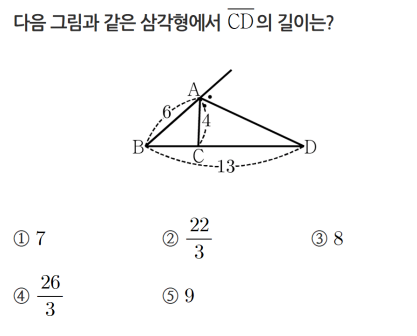 다음 그림과 같은 삼각형에서 $\overline{CD}$의 길이는?
A
6
4
B
C
D
13
① 7
② $\frac{22}{3}$
③ 8
④ $\frac{26}{3}$
⑤ 9